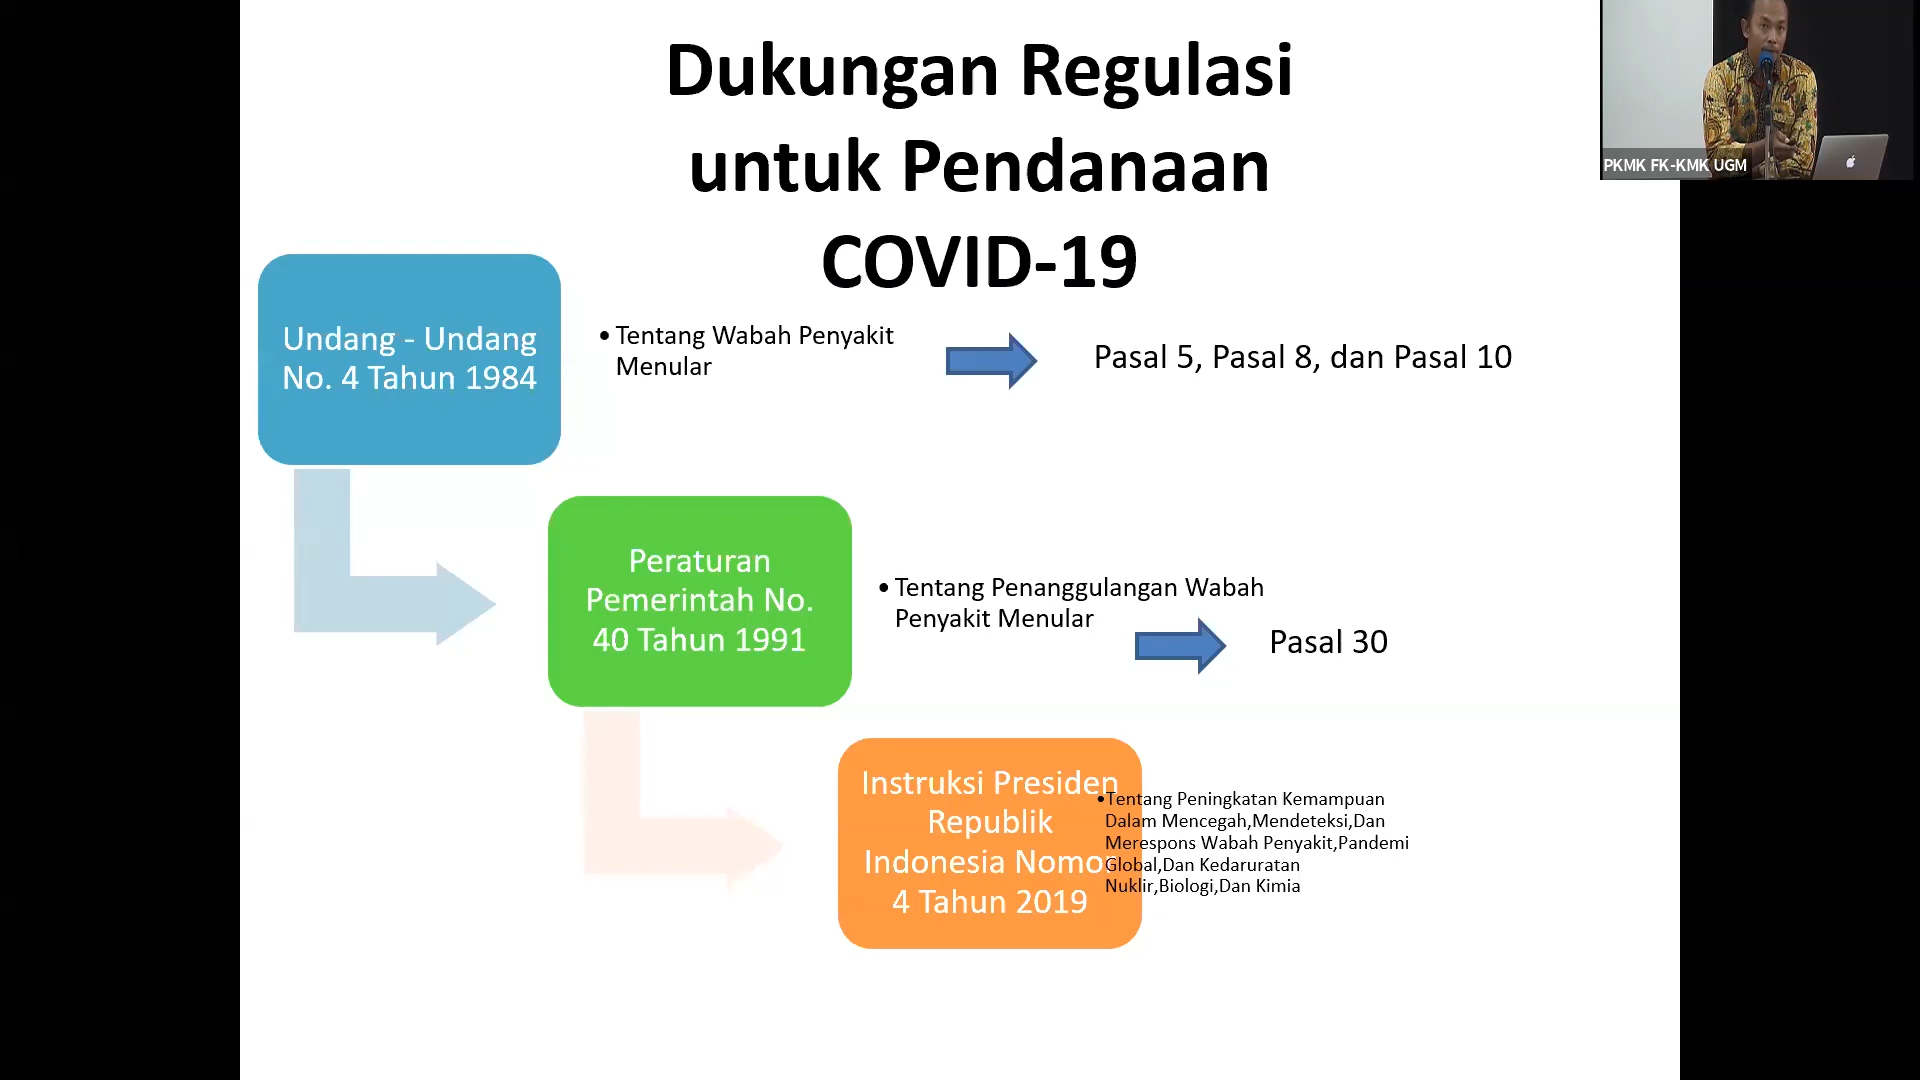 Dukungan Regulasi
untuk Pendanaan
COVID-19
PKMK FK-KMK UGM
Undang - Undang
No. 4 Tahun 1984
• Tentang Wabah Penyakit
Menular
Pasal 5, Pasal 8, dan Pasal 10
Peraturan
Pemerintah No.
40 Tahun 1991
• Tentang Penanggulangan Wabah
Penyakit Menular
Pasal 30
Instruksi Presiden
Republik
Indonesia Nomor
4 Tahun 2019
•Tentang Peningkatan Kemampuan
Dalam Mencegah,Mendeteksi,Dan
Merespons Wabah Penyakit,Pandemi
Global,Dan Kedaruratan
Nuklir,Biologi,Dan Kimia